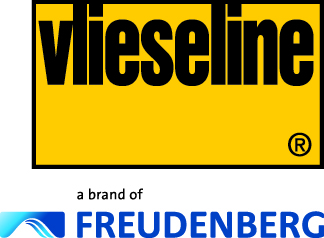 vlieseline
®
a brand of
FREUDENBERG